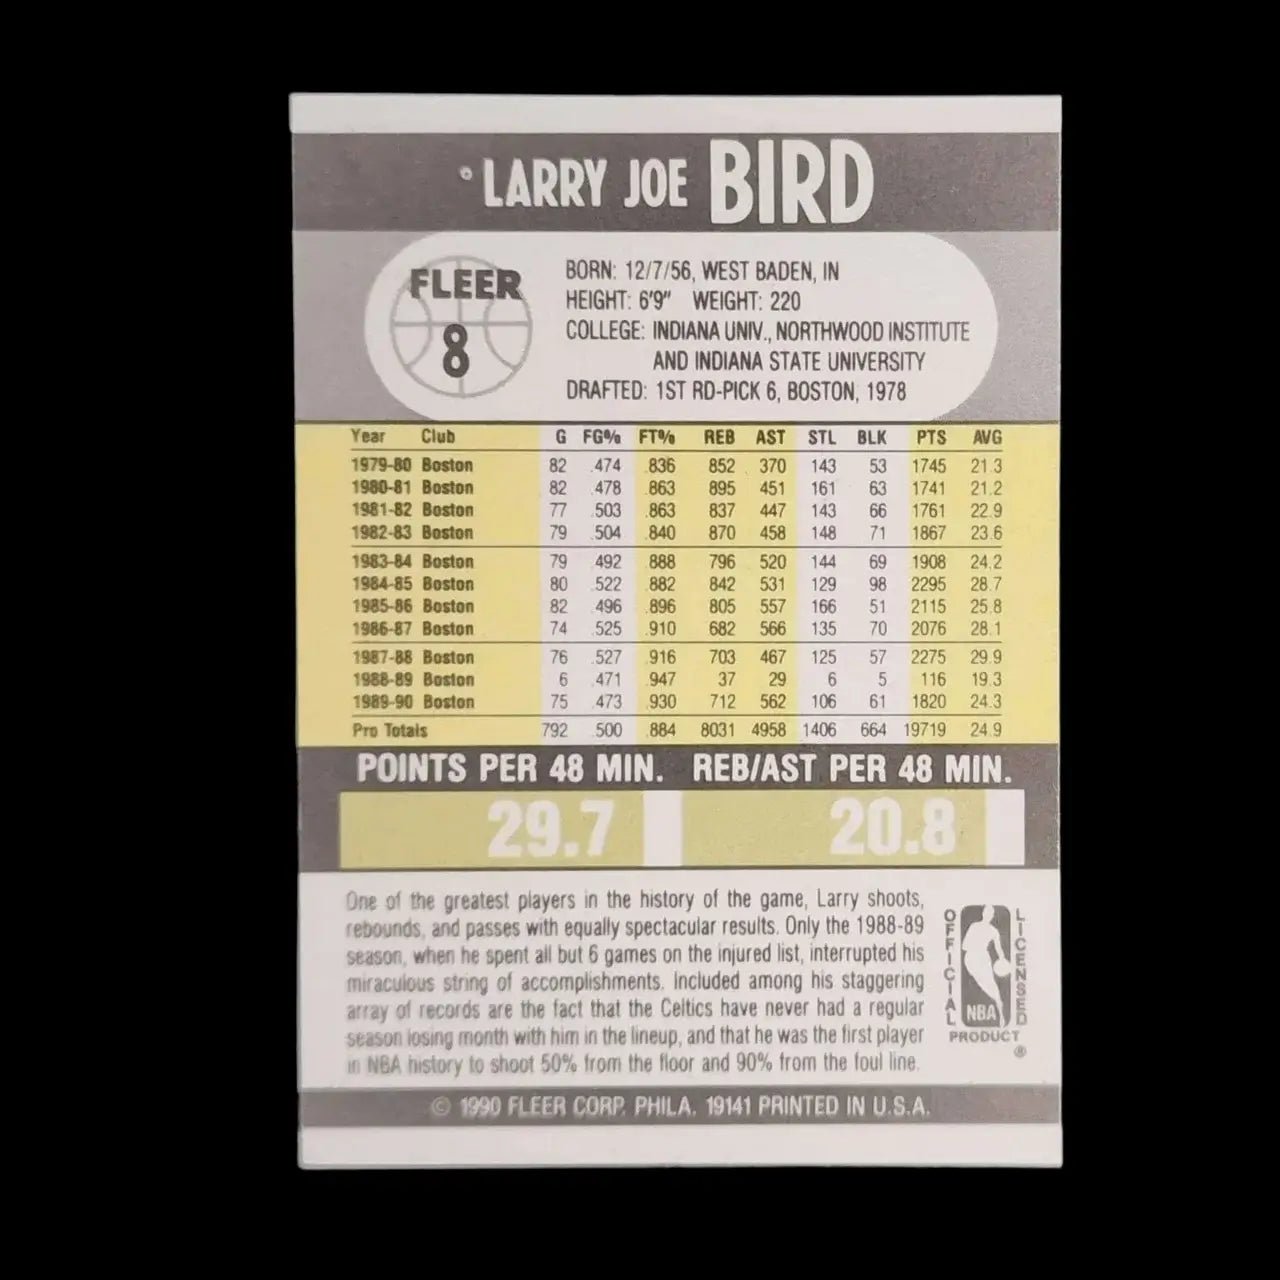 LARRY JOE BIRD
FLEER
8
BORN: 12/7/56, WEST BADEN, IN
HEIGHT: 6'9" WEIGHT: 220
COLLEGE: INDIANA UNIV., NORTHWOOD INSTITUTE
AND INDIANA STATE UNIVERSITY
DRAFTED: 1ST RD-PICK 6, BOSTON, 1978
Year Club G FG% FT% REB AST STL BLK PTS AVG
1979-80 Boston 82 .474 .836 852 370 143 53 1745 21.3
1980-81 Boston 82 .478 .863 895 451 161 63 1741 21.2
1981-82 Boston 77 .503 .863 837 447 143 66 1761 22.9
1982-83 Boston 79 .504 .840 870 458 148 71 1867 23.6
1983-84 Boston 79 .492 .888 796 520 144 69 1908 24.2
1984-85 Boston 80 .522 .882 842 531 129 98 2295 28.7
1985-86 Boston 82 .496 .896 805 557 166 51 2115 25.8
1986-87 Boston 74 .525 .910 682 566 135 70 2076 28.1
1987-88 Boston 76 .527 .916 703 467 125 57 2275 29.9
1988-89 Boston 6 .471 .947 37 29 6 5 116 19.3
1989-90 Boston 75 .473 .930 712 562 106 61 1820 24.3
Pro Totals 792 .500 .884 8031 4958 1406 664 19719 24.9
POINTS PER 48 MIN. REB/AST PER 48 MIN.
29.7 20.8
One of the greatest players in the history of the game, Larry shoots,
rebounds, and passes with equally spectacular results. Only the 1988-89
season, when he spent all but 6 games on the injured list, interrupted his
miraculous string of accomplishments. Included among his staggering
array of records are the fact that the Celtics have never had a regular
season losing month with him in the lineup, and that he was the first player
in NBA history to shoot 50% from the floor and 90% from the foul line.
OFFICIAL
LICENSED
NBA
PRODUCT
®
© 1990 FLEER CORP. PHILA. 19141 PRINTED IN U.S.A.